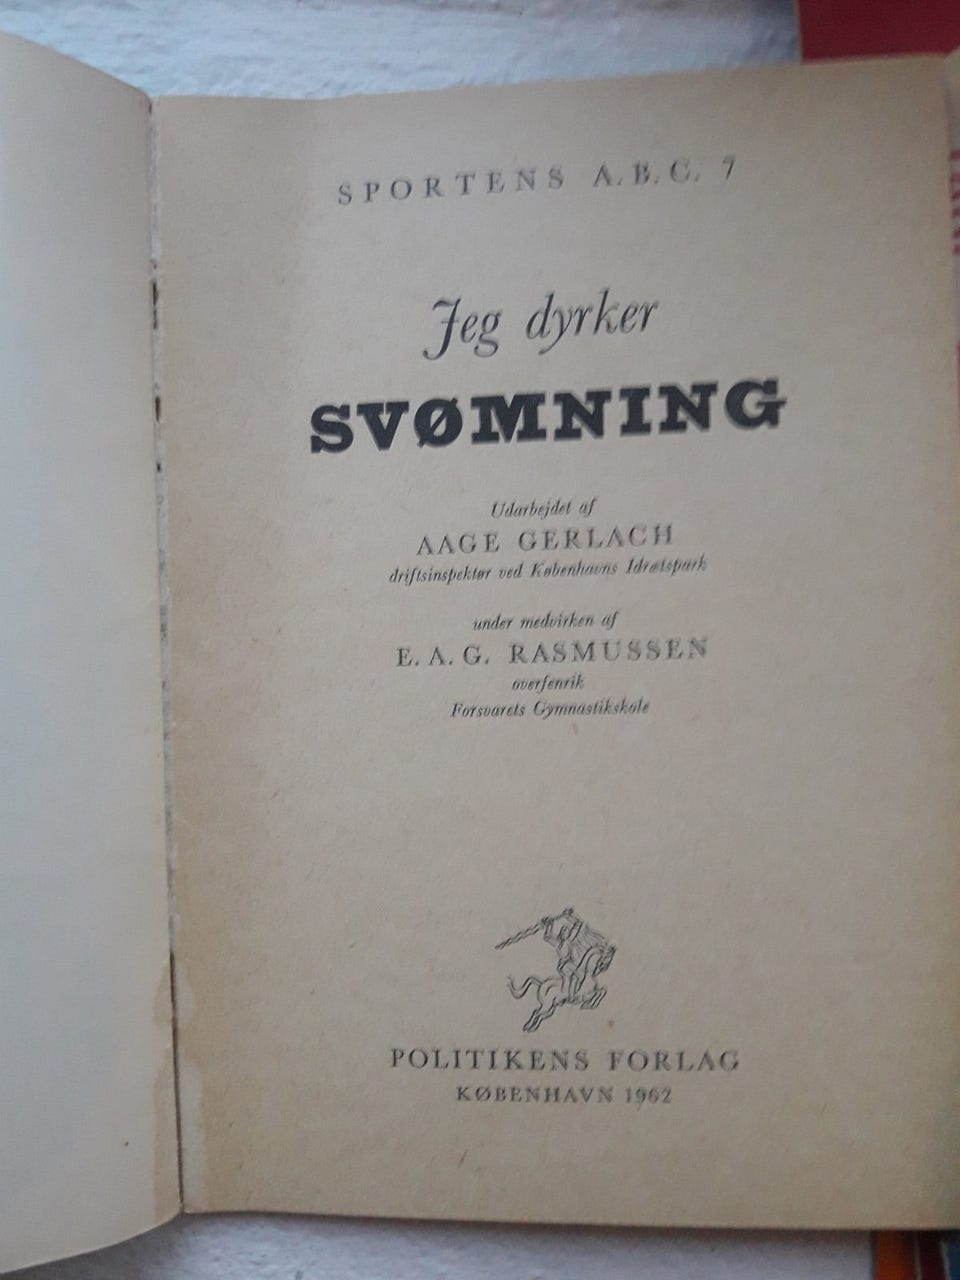 SPORTENS A.B.C. 7
Jeg dyrker
SVØMNING
Udarbejdet af
AAGE GERLACH
driftsinspektør ved Københavns Idrætspark
under medvirken af
E. A. G. RASMUSSEN
overfenrik
Forsvarets Gymnastikskole
POLITIKENS FORLAG
KØBENHAVN 1962